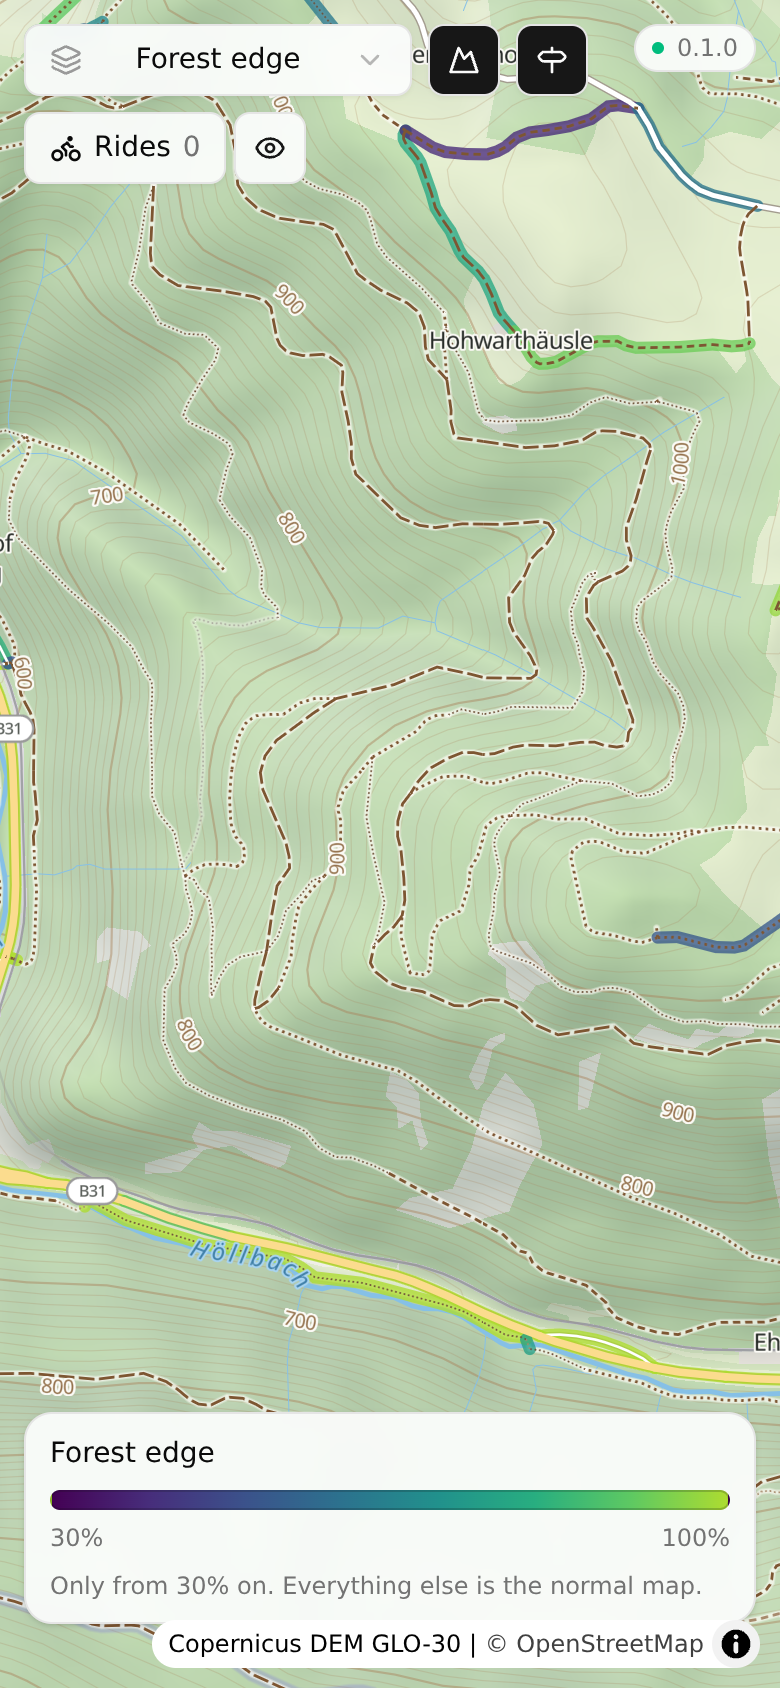 Forest edge
0.1.0
Rides 0
900
Hohwarthäusle
1000
700
800
600
B31
900
800
900
800
B31
Höllbach
700
800
Eh
Forest edge
30%
100%
Only from 30% on. Everything else is the normal map.
Copernicus DEM GLO-30 | © OpenStreetMap